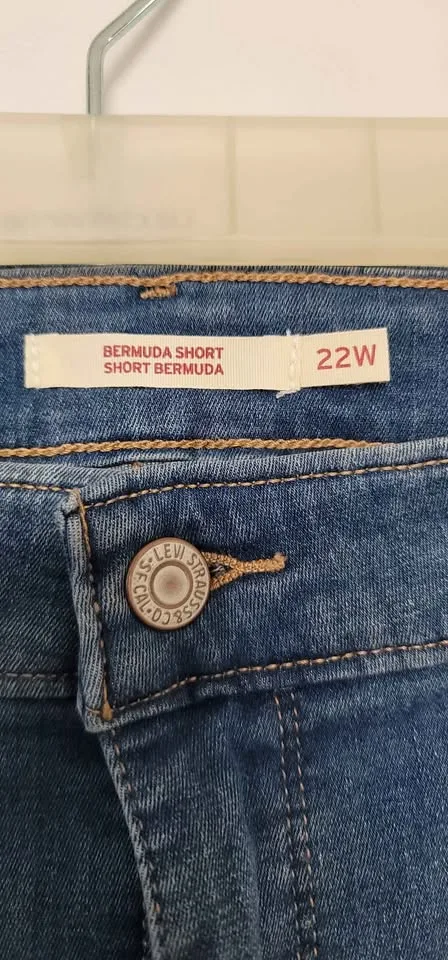 BERMUDA SHORT
SHORT BERMUDA
22W
LEVI STRAUSS & CO
S.F. CAL